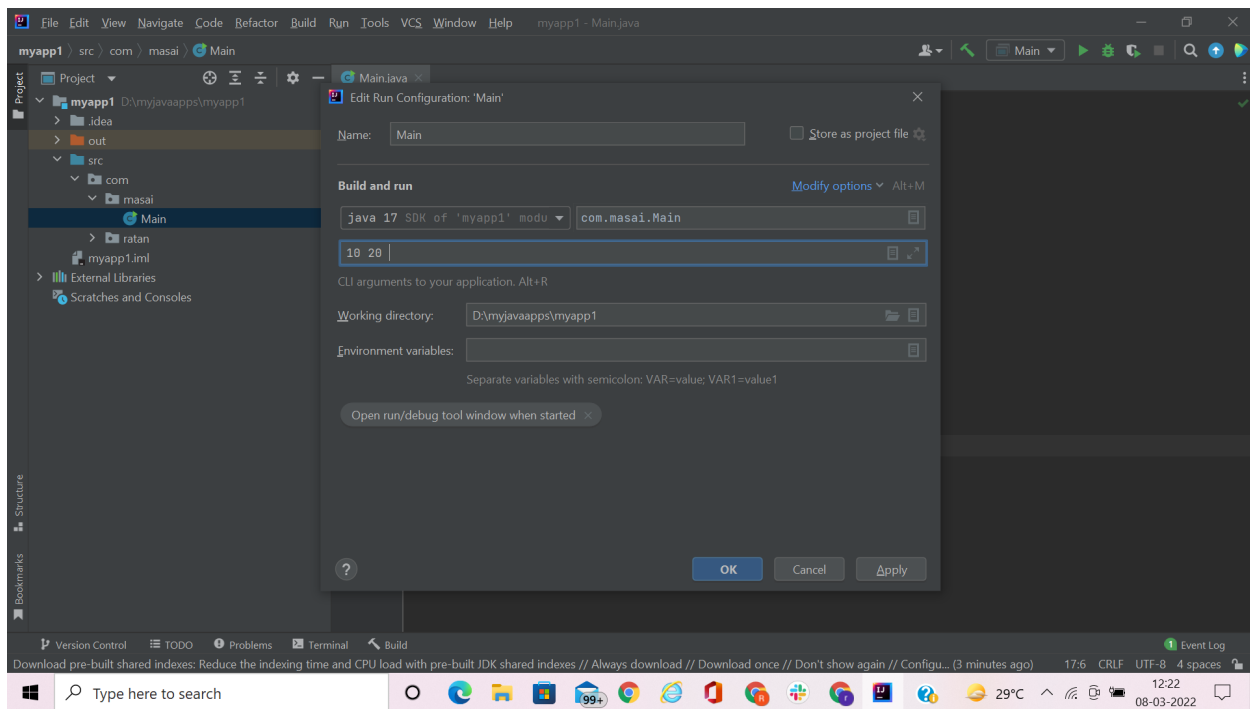 File Edit View Navigate Code Refactor Build Run Tools VCS Window Help myapp1 - Main.java
myapp1 src com masai Main
Main
Project
Main.java
Project
myapp1 D:\myjavaapps\myapp1
.idea
out
src
com
masai
Main
ratan
myapp1.iml
External Libraries
Scratches and Consoles
Structure
Bookmarks
Edit Run Configuration: 'Main'
Name: Main
Store as project file
Build and run
Modify options Alt+M
java 17 SDK of 'myapp1' modu
com.masai.Main
10 20
CLI arguments to your application. Alt+R
Working directory: D:\myjavaapps\myapp1
Environment variables:
Separate variables with semicolon: VAR=value; VAR1=value1
Open run/debug tool window when started
? OK Cancel Apply
Version Control TODO Problems Terminal Build
1 Event Log
Download pre-built shared indexes: Reduce the indexing time and CPU load with pre-built JDK shared indexes // Always download // Download once // Don't show again // Configu... (3 minutes ago) 17:6 CRLF UTF-8 4 spaces
Type here to search
99+
29°C
12:22
08-03-2022